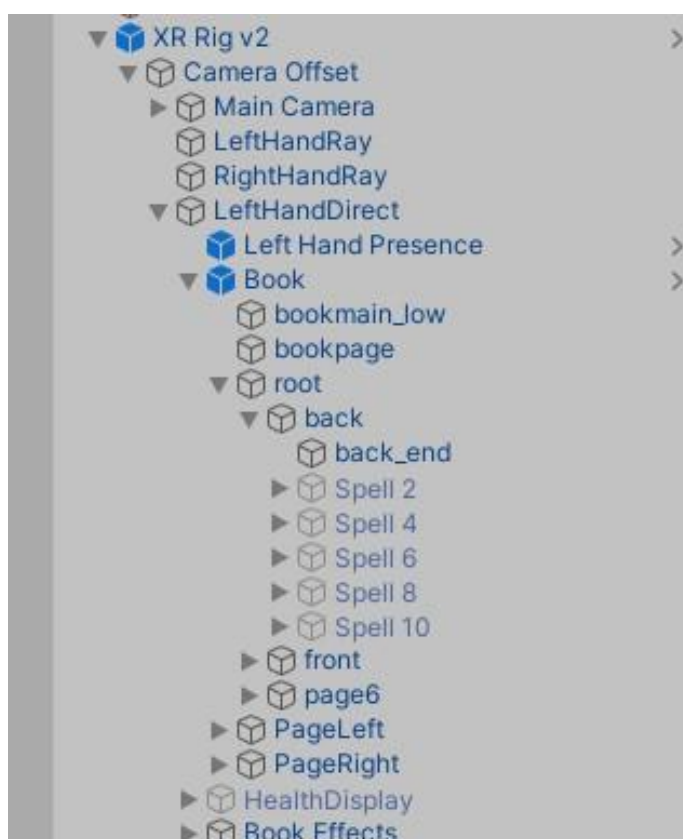 XR Rig v2
Camera Offset
Main Camera
LeftHandRay
RightHandRay
LeftHandDirect
Left Hand Presence
Book
bookmain_low
bookpage
root
back
back_end
Spell 2
Spell 4
Spell 6
Spell 8
Spell 10
front
page6
PageLeft
PageRight
HealthDisplay
Book Effects